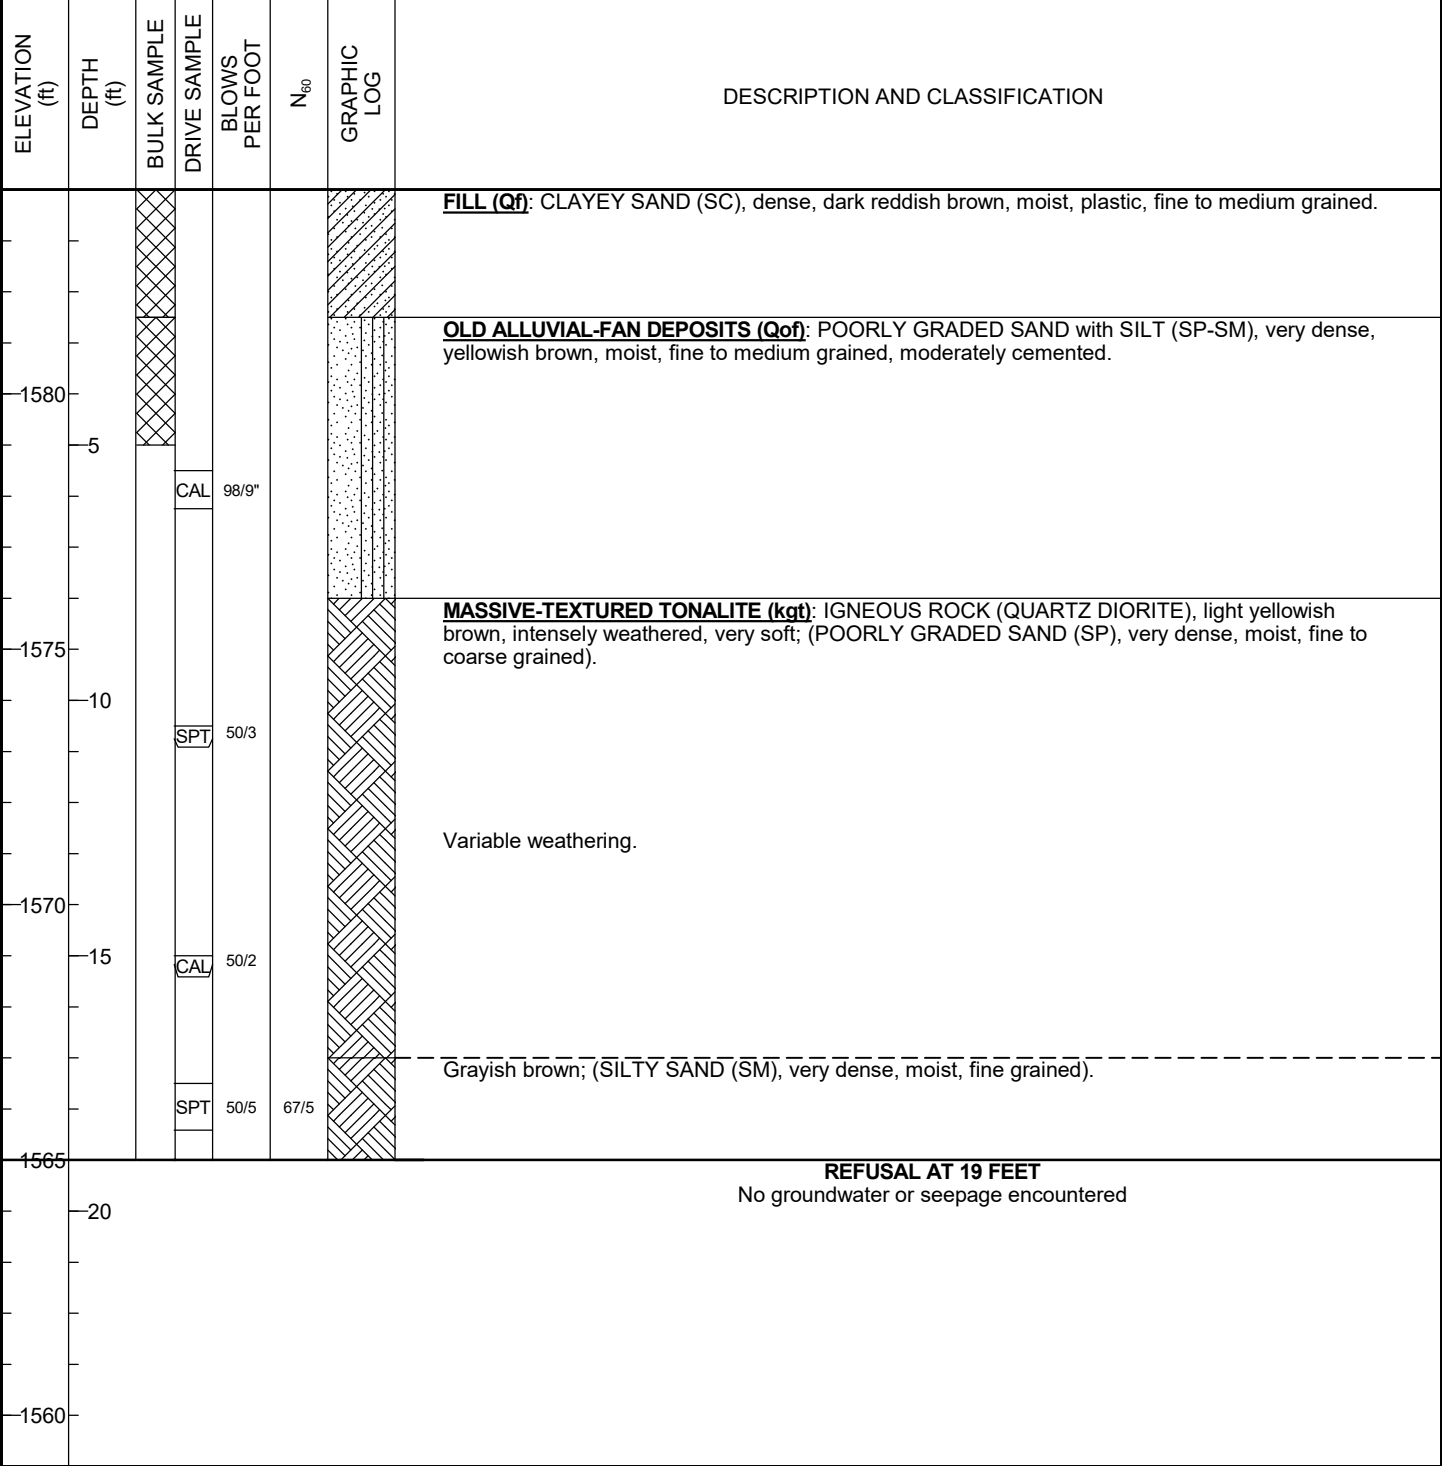 ELEVATION
(ft)
DEPTH
(ft)
BULK SAMPLE
DRIVE SAMPLE
BLOWS
PER FOOT
N60
GRAPHIC
LOG
DESCRIPTION AND CLASSIFICATION
FILL (Qf): CLAYEY SAND (SC), dense, dark reddish brown, moist, plastic, fine to medium grained.
OLD ALLUVIAL-FAN DEPOSITS (Qof): POORLY GRADED SAND with SILT (SP-SM), very dense,
yellowish brown, moist, fine to medium grained, moderately cemented.
1580
5
CAL 98/9"
MASSIVE-TEXTURED TONALITE (kgt): IGNEOUS ROCK (QUARTZ DIORITE), light yellowish
brown, intensely weathered, very soft; (POORLY GRADED SAND (SP), very dense, moist, fine to
coarse grained).
1575
10
SPT 50/3
Variable weathering.
1570
15
CAL 50/2
Grayish brown; (SILTY SAND (SM), very dense, moist, fine grained).
SPT 50/5 67/5
1565
REFUSAL AT 19 FEET
No groundwater or seepage encountered
20
1560